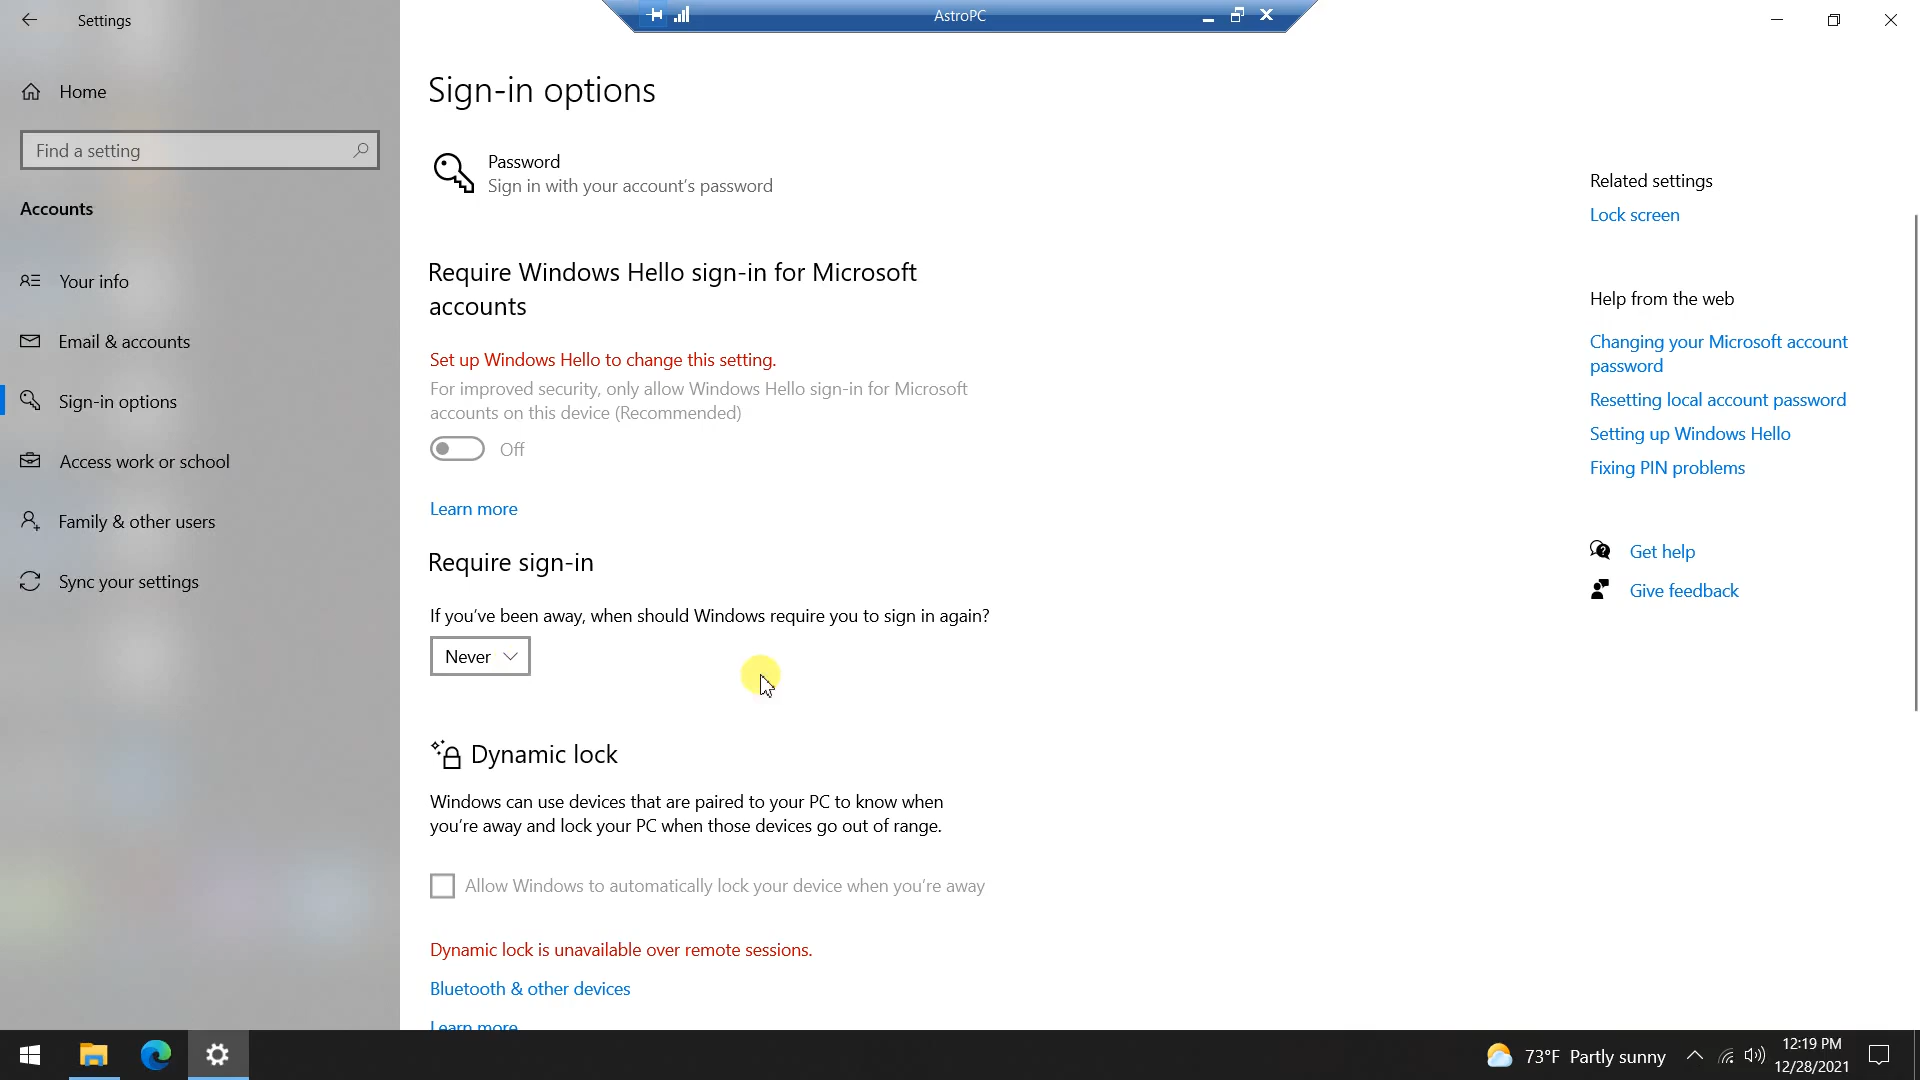 Settings
AstroPC
Home
Find a setting
Accounts
Your info
Email & accounts
Sign-in options
Access work or school
Family & other users
Sync your settings
Sign-in options
Password
Sign in with your account's password
Require Windows Hello sign-in for Microsoft
accounts
Set up Windows Hello to change this setting.
For improved security, only allow Windows Hello sign-in for Microsoft
accounts on this device (Recommended)
Off
Learn more
Require sign-in
If you've been away, when should Windows require you to sign in again?
Never
Dynamic lock
Windows can use devices that are paired to your PC to know when
you're away and lock your PC when those devices go out of range.
Allow Windows to automatically lock your device when you're away
Dynamic lock is unavailable over remote sessions.
Bluetooth & other devices
Learn more
Related settings
Lock screen
Help from the web
Changing your Microsoft account
password
Resetting local account password
Setting up Windows Hello
Fixing PIN problems
Get help
Give feedback
73°F Partly sunny
12:19 PM
12/28/2021